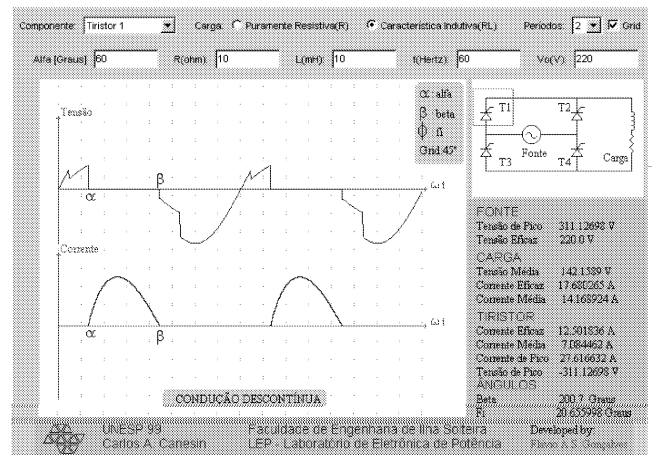 Componente: Tiristor 1 Carga: Puramente Resistiva(R) Característica Indutiva(RL) Períodos: 2 Grid
Alfa [Graus] 60 R(ohm): 10 L(mH): 10 f(Hertz): 60 Vo(V): 220
Tensão
α β ωt
Corrente
α β ωt
CONDUÇÃO DESCONTÍNUA
α: alfa
β: beta
ϕ: fi
Grid:45°
T1 T2
Fonte
T3 T4 Carga
FONTE
Tensão de Pico 311.12698 V
Tensão Eficaz 220.0 V
CARGA
Tensão Média 142.1589 V
Corrente Eficaz 17.680265 A
Corrente Média 14.168924 A
TIRISTOR
Corrente Eficaz 12.501836 A
Corrente Média 7.084462 A
Corrente de Pico 27.616632 A
Tensão de Pico -311.12698 V
ÂNGULOS
Beta 200.7 Graus
Fi 20.655998 Graus
UNESP 99 Faculdade de Engenharia de Ilha Solteira Developed by:
Carlos A. Canesin LEP - Laboratório de Eletrônica de Potência Flavio A.S. Gonçalves